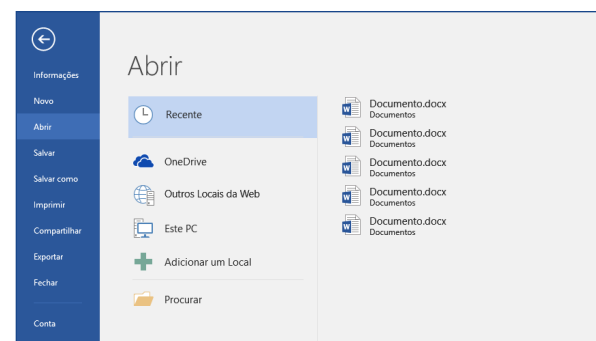 Informações
Novo
Abrir
Salvar
Salvar como
Imprimir
Compartilhar
Exportar
Fechar
Conta
Abrir
Recente
OneDrive
Outros Locais da Web
Este PC
Adicionar um Local
Procurar
Documento.docx
Documentos
Documento.docx
Documentos
Documento.docx
Documentos
Documento.docx
Documentos
Documento.docx
Documentos